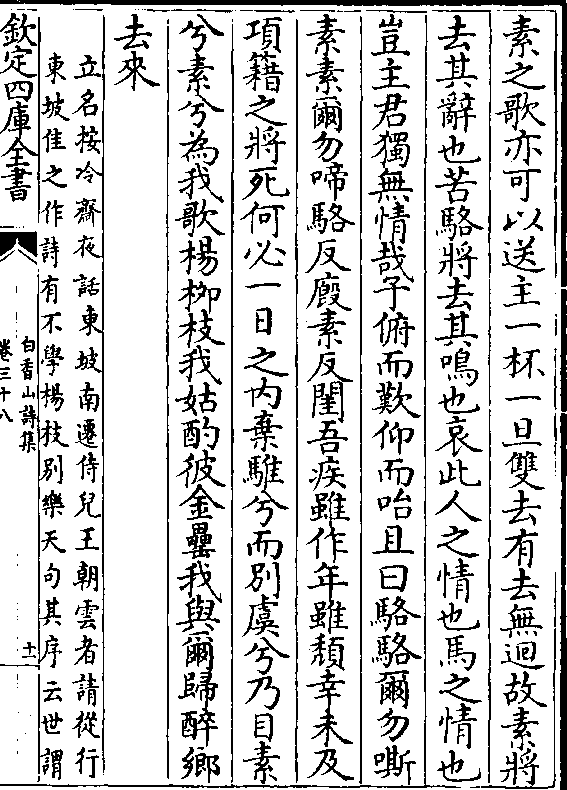 素之歌亦可以送主一杯一旦雙去有去無迴故素將
去其辭也苦駱將去其鳴也哀此人之情也馬之情也
豈主君獨無情哉予俯而歎仰而咍且曰駱駱爾勿嘶
素素爾勿啼駱反廏素反閨吾疾雖作年雖頽幸未及
項籍之將死何必一日之内棄騅兮而別虞兮乃目素
兮素兮為我歌楊栁枝我姑酌彼金罍我與爾歸醉鄉
去來
立名按冷齋夜話東坡南遷侍兒王朝雲者請從行
東坡佳之作詩有不學楊枝別樂天句其序云世謂
欽定四庫全書
白香山詩集
卷三十八
十一